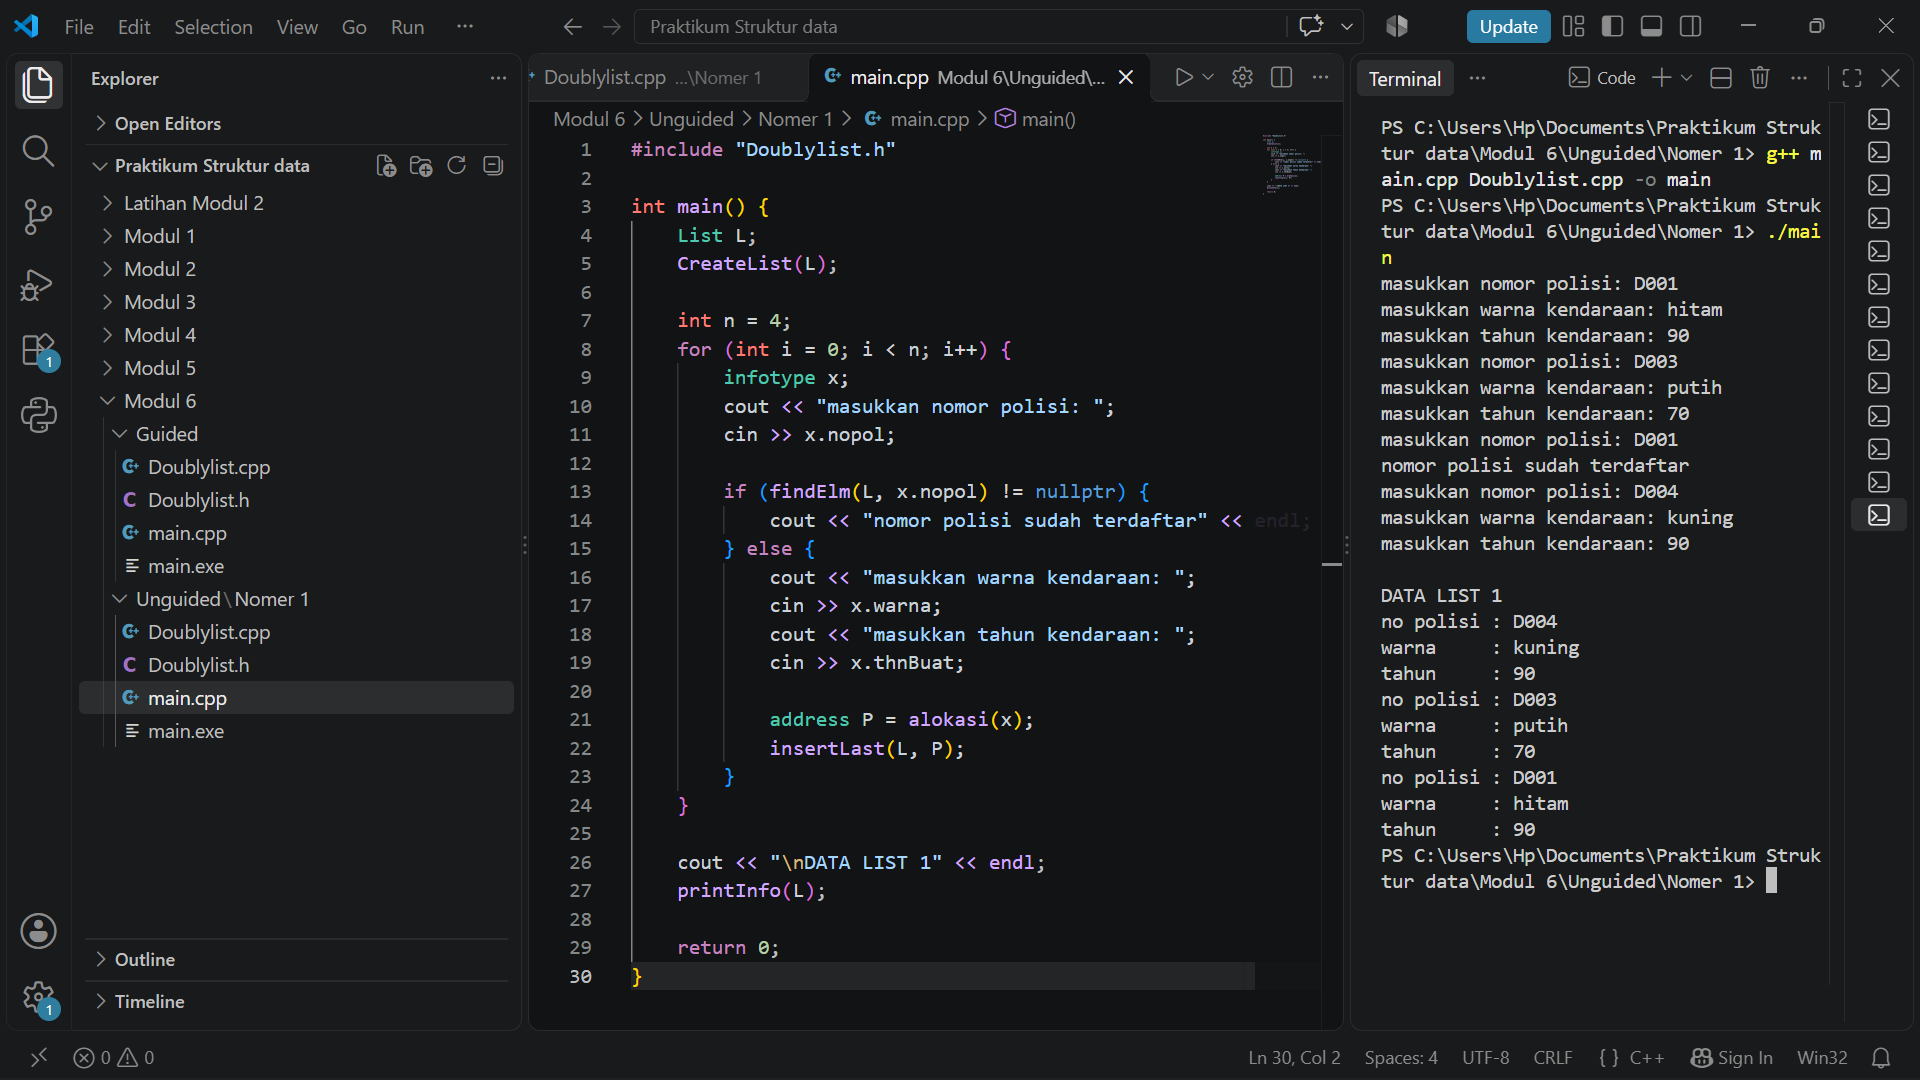 File Edit Selection View Go Run ···
Praktikum Struktur data
Update
Explorer
Open Editors
Praktikum Struktur data
Latihan Modul 2
Modul 1
Modul 2
Modul 3
Modul 4
Modul 5
Modul 6
Guided
Doublylist.cpp
C Doublylist.h
main.cpp
main.exe
Unguided\Nomer 1
Doublylist.cpp
C Doublylist.h
main.cpp
main.exe
Outline
Timeline
1
1
Doublylist.cpp ...\Nomer 1
main.cpp Modul 6\Unguided\...
Modul 6 > Unguided > Nomer 1 > main.cpp > main()
1 #include "Doublylist.h"
2
3 int main() {
4 List L;
5 CreateList(L);
6
7 int n = 4;
8 for (int i = 0; i < n; i++) {
9 infotype x;
10 cout << "masukkan nomor polisi: ";
11 cin >> x.nopol;
12
13 if (findElm(L, x.nopol) != nullptr) {
14 cout << "nomor polisi sudah terdaftar" << endl;
15 } else {
16 cout << "masukkan warna kendaraan: ";
17 cin >> x.warna;
18 cout << "masukkan tahun kendaraan: ";
19 cin >> x.thnBuat;
20
21 address P = alokasi(x);
22 insertLast(L, P);
23 }
24 }
25
26 cout << "\nDATA LIST 1" << endl;
27 printInfo(L);
28
29 return 0;
30 }
Terminal
Code
PS C:\Users\Hp\Documents\Praktikum Struk
tur data\Modul 6\Unguided\Nomer 1> g++ m
ain.cpp Doublylist.cpp -o main
PS C:\Users\Hp\Documents\Praktikum Struk
tur data\Modul 6\Unguided\Nomer 1> ./mai
n
masukkan nomor polisi: D001
masukkan warna kendaraan: hitam
masukkan tahun kendaraan: 90
masukkan nomor polisi: D003
masukkan warna kendaraan: putih
masukkan tahun kendaraan: 70
masukkan nomor polisi: D001
nomor polisi sudah terdaftar
masukkan nomor polisi: D004
masukkan warna kendaraan: kuning
masukkan tahun kendaraan: 90

DATA LIST 1
no polisi : D004
warna : kuning
tahun : 90
no polisi : D003
warna : putih
tahun : 70
no polisi : D001
warna : hitam
tahun : 90
PS C:\Users\Hp\Documents\Praktikum Struk
tur data\Modul 6\Unguided\Nomer 1>
0 0
Ln 30, Col 2 Spaces: 4 UTF-8 CRLF { } C++ Sign In Win32